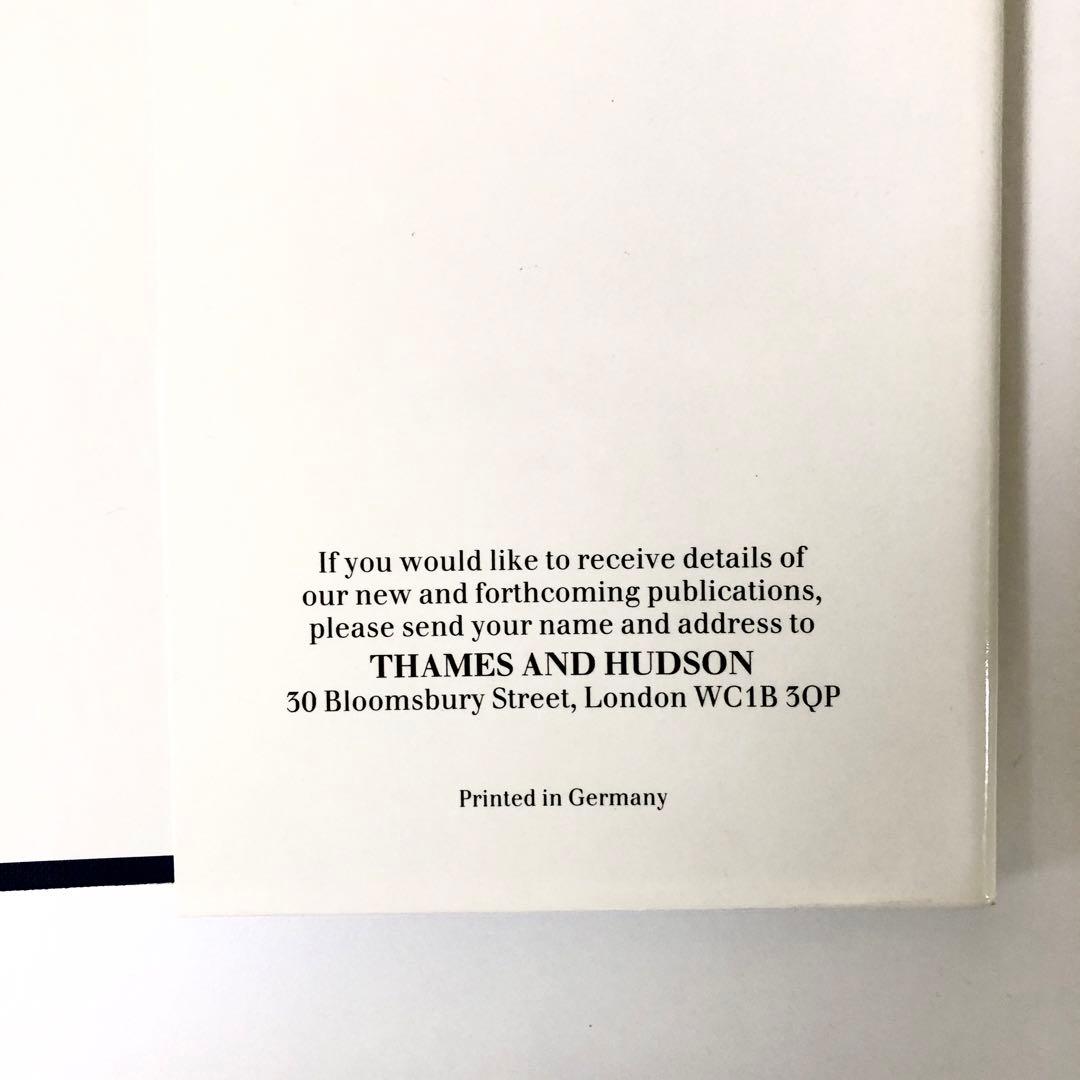 If you would like to receive details of
our new and forthcoming publications,
please send your name and address to
THAMES AND HUDSON
30 Bloomsbury Street, London WC1B 3QP
Printed in Germany